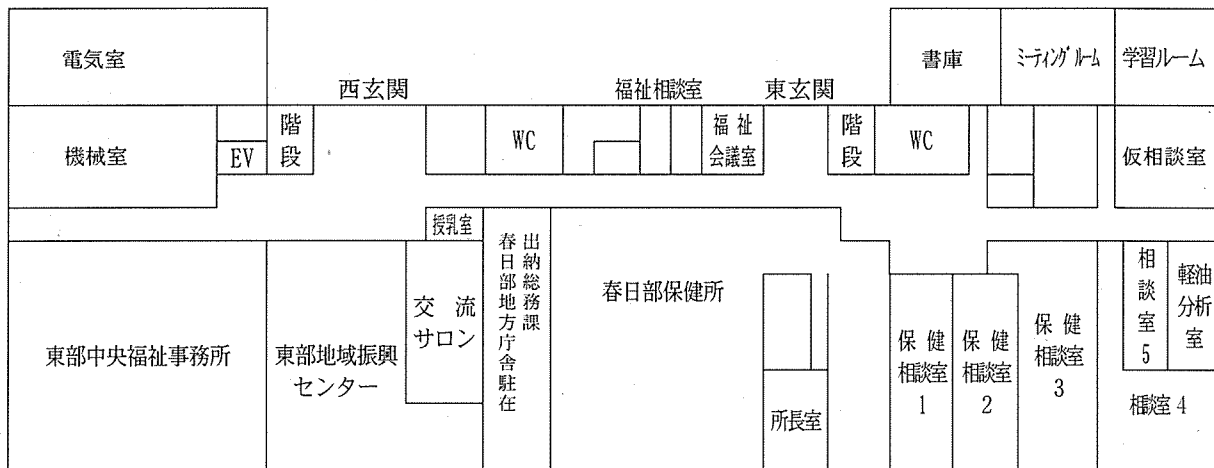 電気室
書庫
ミーティングルーム
学習ルーム
西玄関
福祉相談室
東玄関
機械室
EV
階段
WC
福祉
会議室
階段
WC
仮相談室
授乳室
出納総務課
春日部地方庁舎駐在
春日部保健所
相談室5
軽油
分析
室
東部中央福祉事務所
東部地域振興
センター
交流
サロン
保健
相談室
1
保健
相談室
2
保健
相談室
3
所長室
相談室4